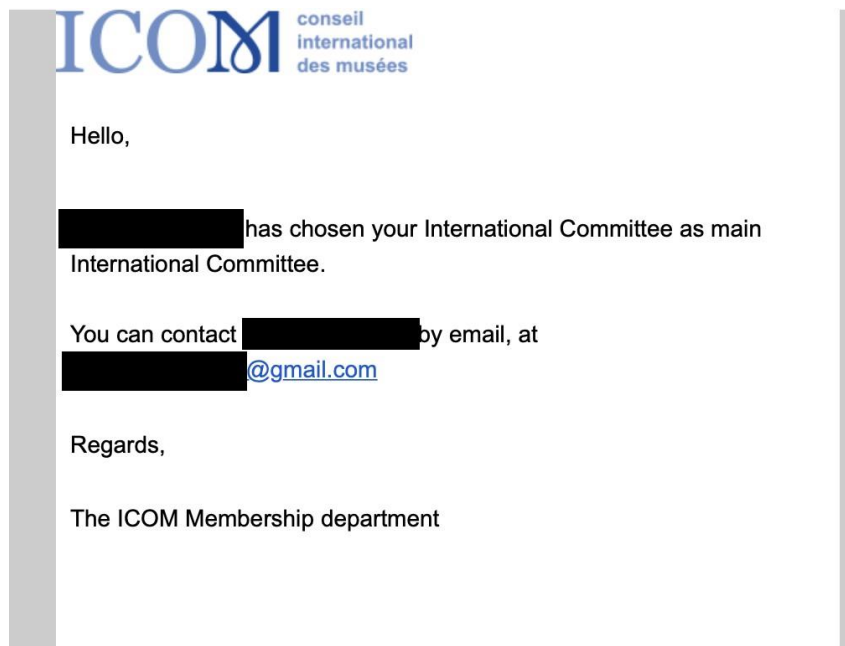 ICOM
conseil
international
des musées
Hello,
has chosen your International Committee as main
International Committee.
You can contact
by email, at
@gmail.com
Regards,
The ICOM Membership department